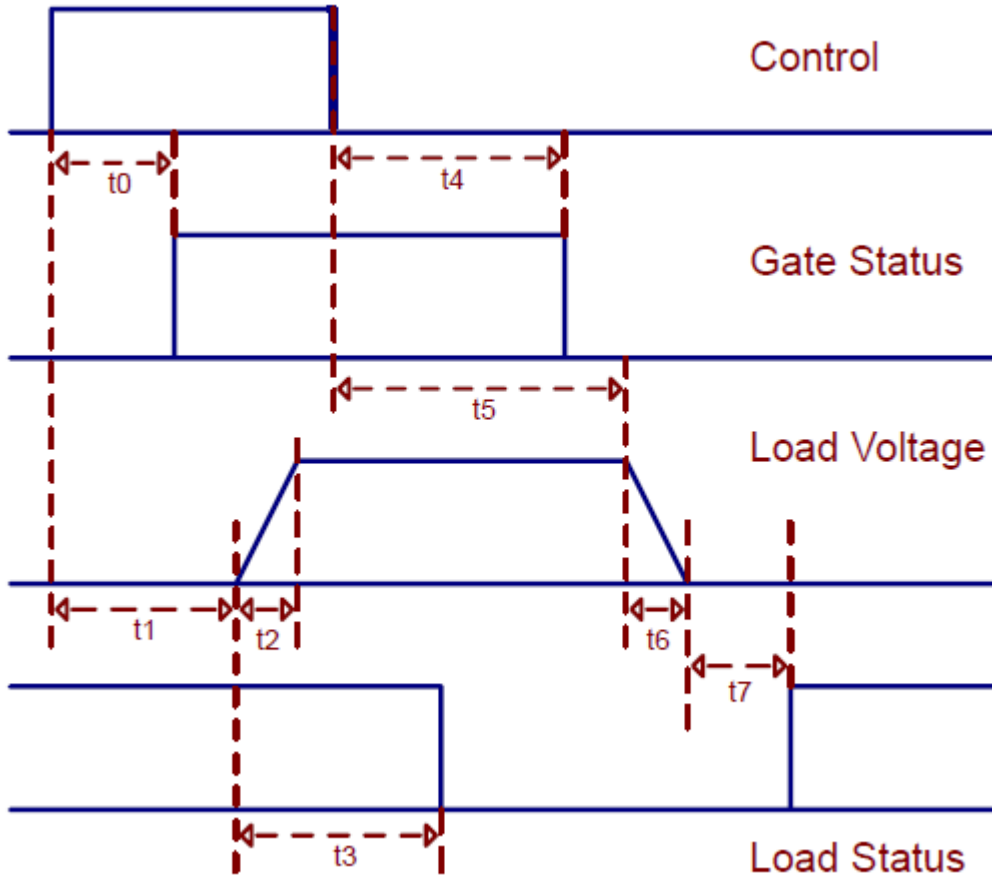 Control
t0
t4
Gate Status
t5
Load Voltage
t1
t2
t6
t7
t3
Load Status